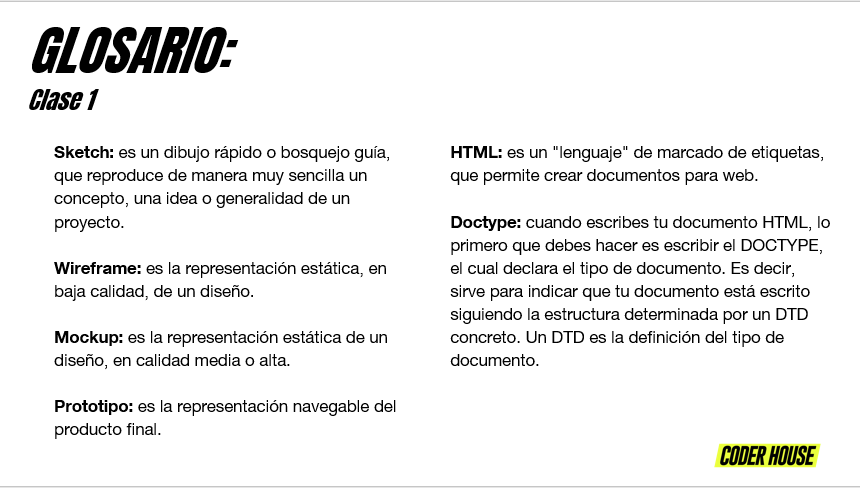 GLOSARIO:
Clase 1
Sketch: es un dibujo rápido o bosquejo guía,
que reproduce de manera muy sencilla un
concepto, una idea o generalidad de un
proyecto.
Wireframe: es la representación estática, en
baja calidad, de un diseño.
Mockup: es la representación estática de un
diseño, en calidad media o alta.
Prototipo: es la representación navegable del
producto final.
HTML: es un "lenguaje" de marcado de etiquetas,
que permite crear documentos para web.
Doctype: cuando escribes tu documento HTML, lo
primero que debes hacer es escribir el DOCTYPE,
el cual declara el tipo de documento. Es decir,
sirve para indicar que tu documento está escrito
siguiendo la estructura determinada por un DTD
concreto. Un DTD es la definición del tipo de
documento.
CODER HOUSE